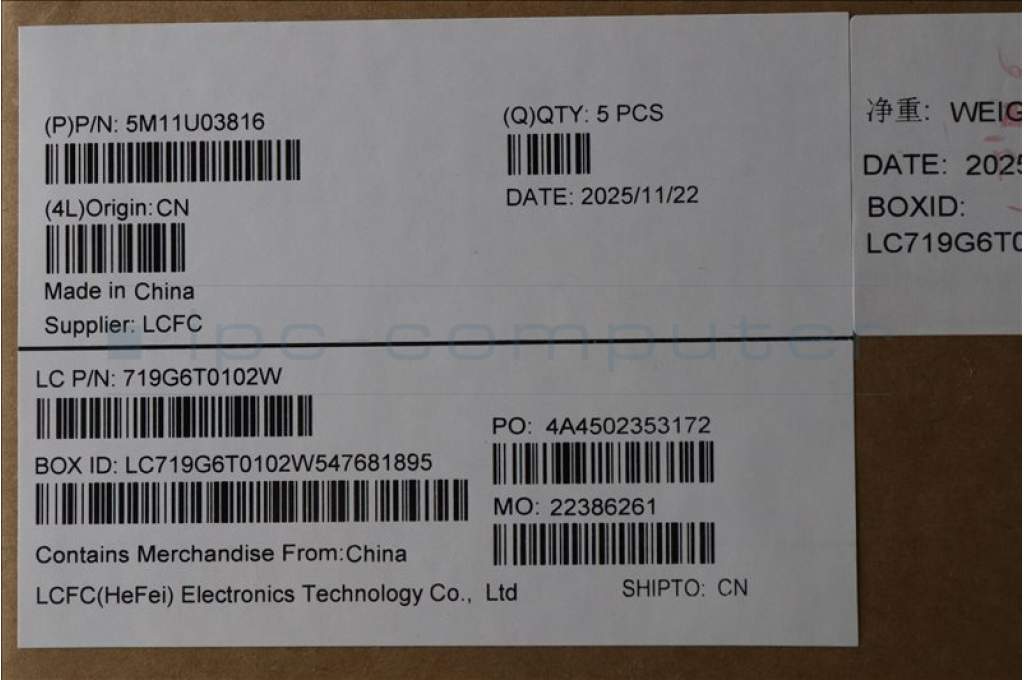 (P)P/N: 5M11U03816
(Q)QTY: 5 PCS
DATE: 2025/11/22
(4L)Origin:CN
Made in China
Supplier: LCFC
ipc-computer
LC P/N: 719G6T0102W
PO: 4A4502353172
BOX ID: LC719G6T0102W547681895
MO: 22386261
Contains Merchandise From:China
LCFC(HeFei) Electronics Technology Co., Ltd
SHIPTO: CN
净重: WEIG
DATE: 2025
BOXID:
LC719G6T0